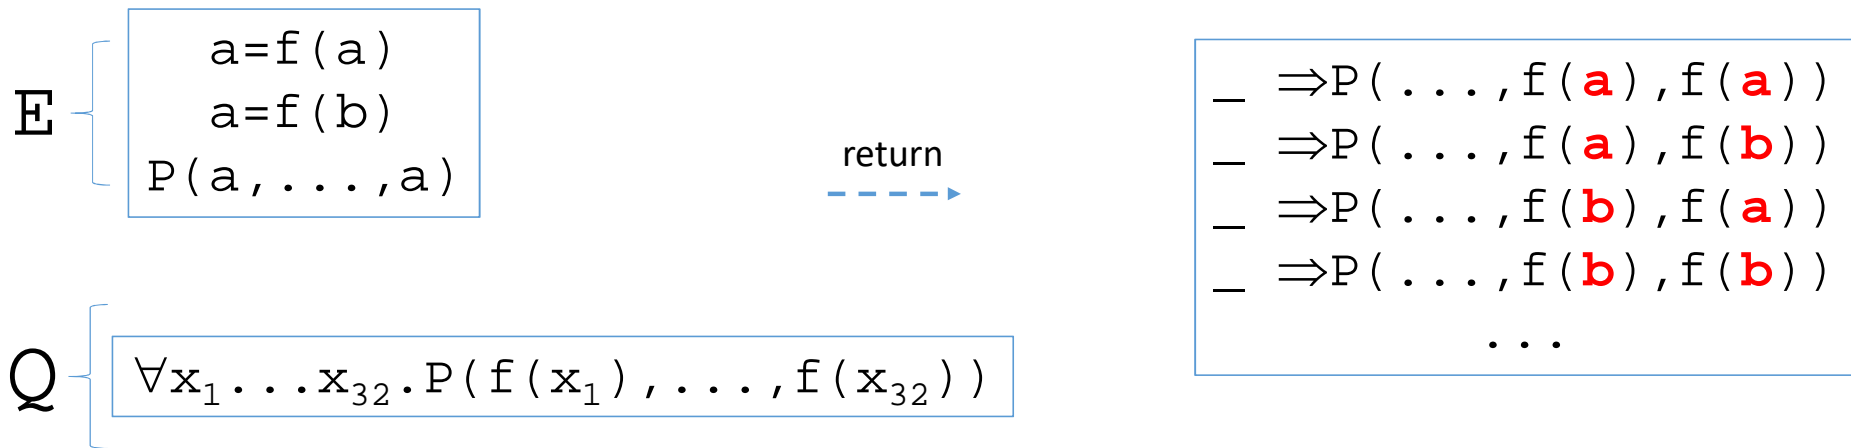 E
a=f(a)
a=f(b)
P(a,...,a)
return
_ ⇒P(...,f(a),f(a))
_ ⇒P(...,f(a),f(b))
_ ⇒P(...,f(b),f(a))
_ ⇒P(...,f(b),f(b))
...
Q
∀x₁...x₃₂.P(f(x₁),...,f(x₃₂))